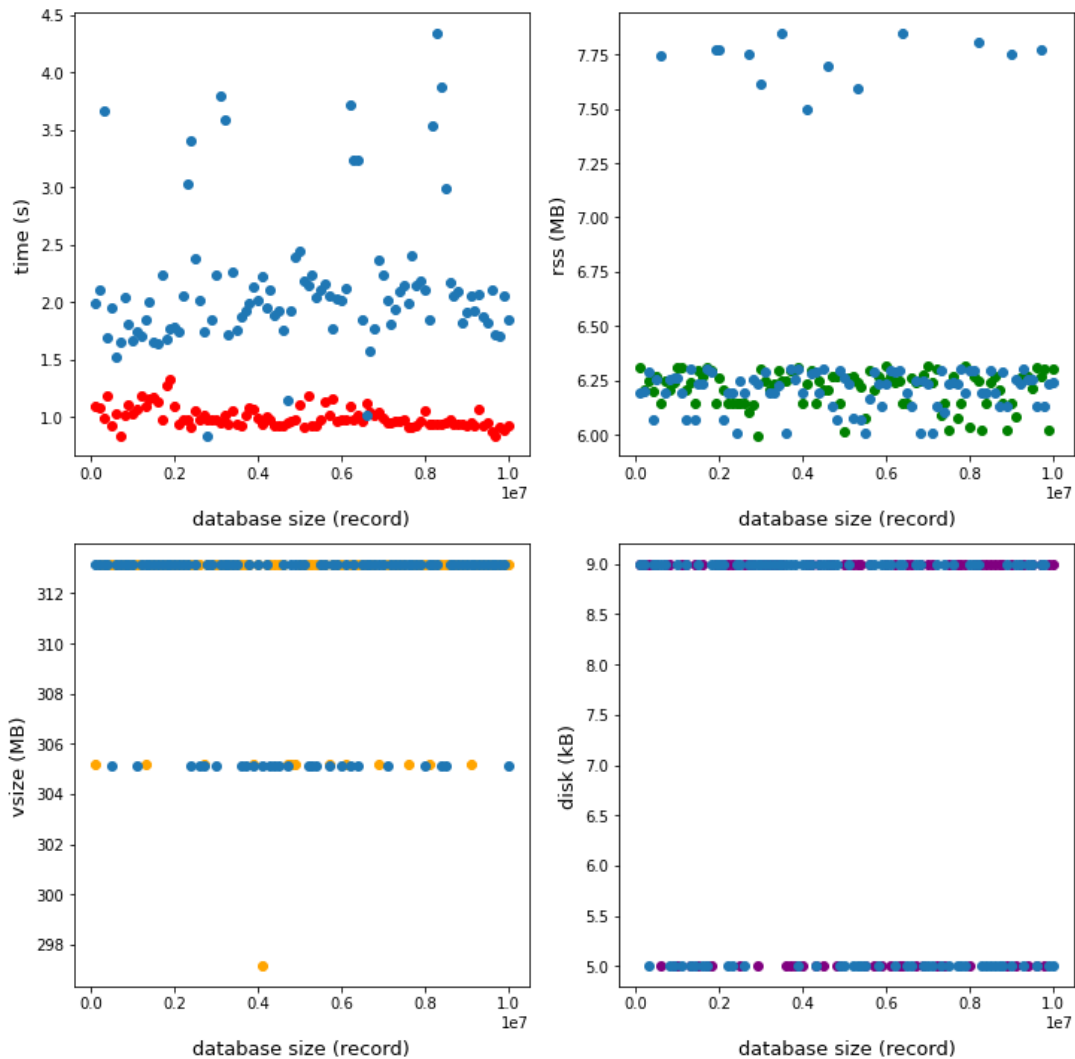 4.5
4.0
3.5
3.0
2.5
2.0
1.5
1.0
time (s)
0.0 0.2 0.4 0.6 0.8 1.0
1e7
database size (record)
7.75
7.50
7.25
7.00
6.75
6.50
6.25
6.00
rss (MB)
0.0 0.2 0.4 0.6 0.8 1.0
1e7
database size (record)
312
310
308
306
304
302
300
298
vsize (MB)
0.0 0.2 0.4 0.6 0.8 1.0
1e7
database size (record)
9.0
8.5
8.0
7.5
7.0
6.5
6.0
5.5
5.0
disk (kB)
0.0 0.2 0.4 0.6 0.8 1.0
1e7
database size (record)